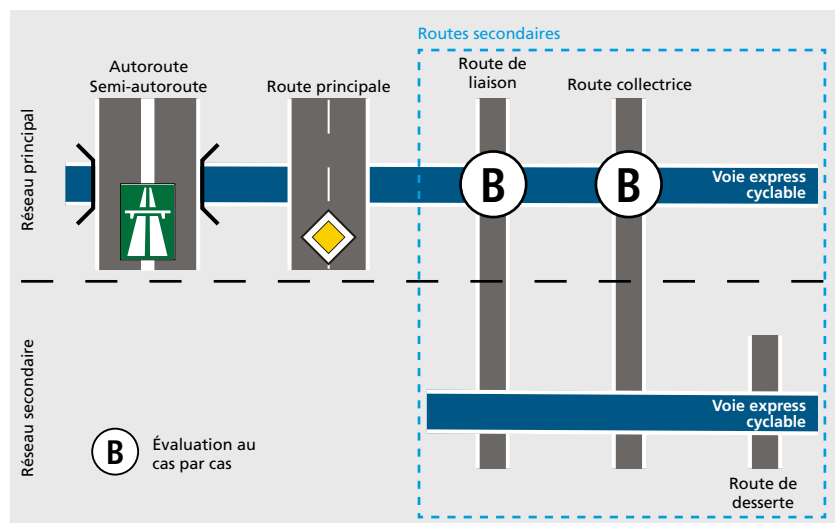 Routes secondaires
Autoroute
Semi-autoroute
Route principale
Route de
liaison
Route collectrice
Réseau principal
B
B
Voie express
cyclable
Réseau secondaire
Voie express
cyclable
B
Évaluation au
cas par cas
Route de
desserte